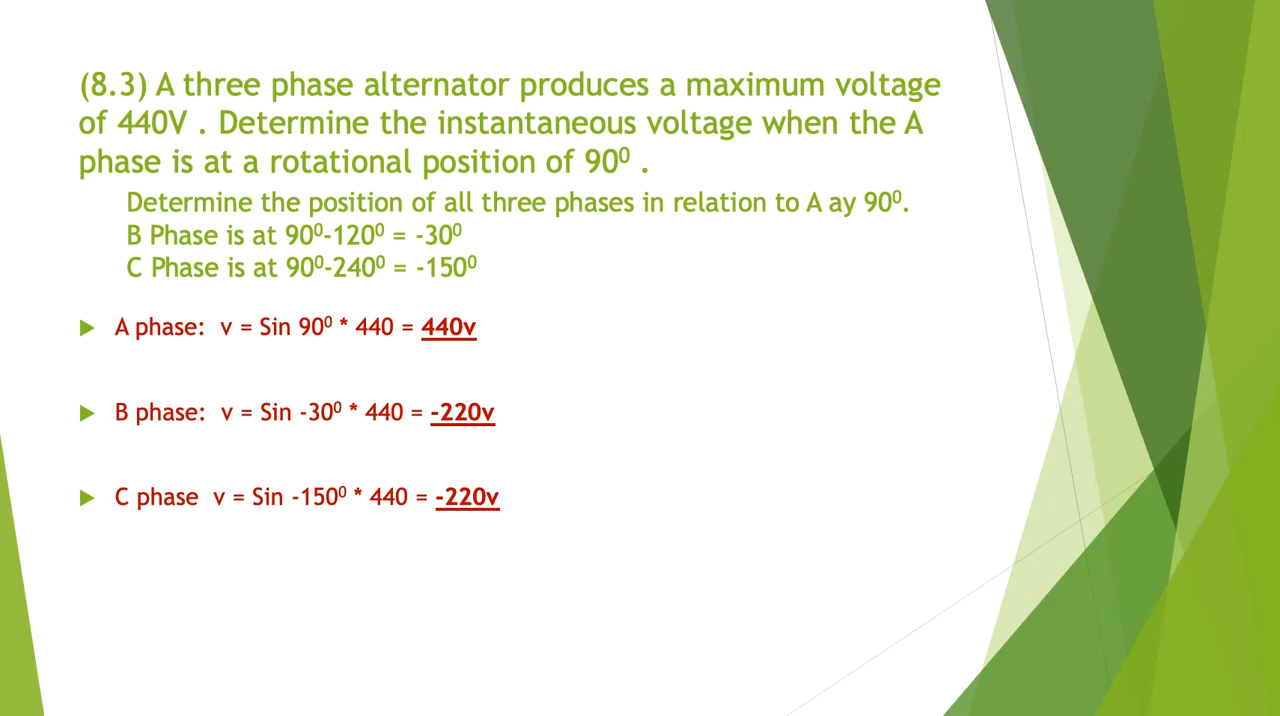 (8.3) A three phase alternator produces a maximum voltage
of 440V . Determine the instantaneous voltage when the A
phase is at a rotational position of 90⁰ .
Determine the position of all three phases in relation to A ay 90⁰.
B Phase is at 90⁰-120⁰ = -30⁰
C Phase is at 90⁰-240⁰ = -150⁰
A phase: v = Sin 90⁰ * 440 = 440v
B phase: v = Sin -30⁰ * 440 = -220v
C phase v = Sin -150⁰ * 440 = -220v